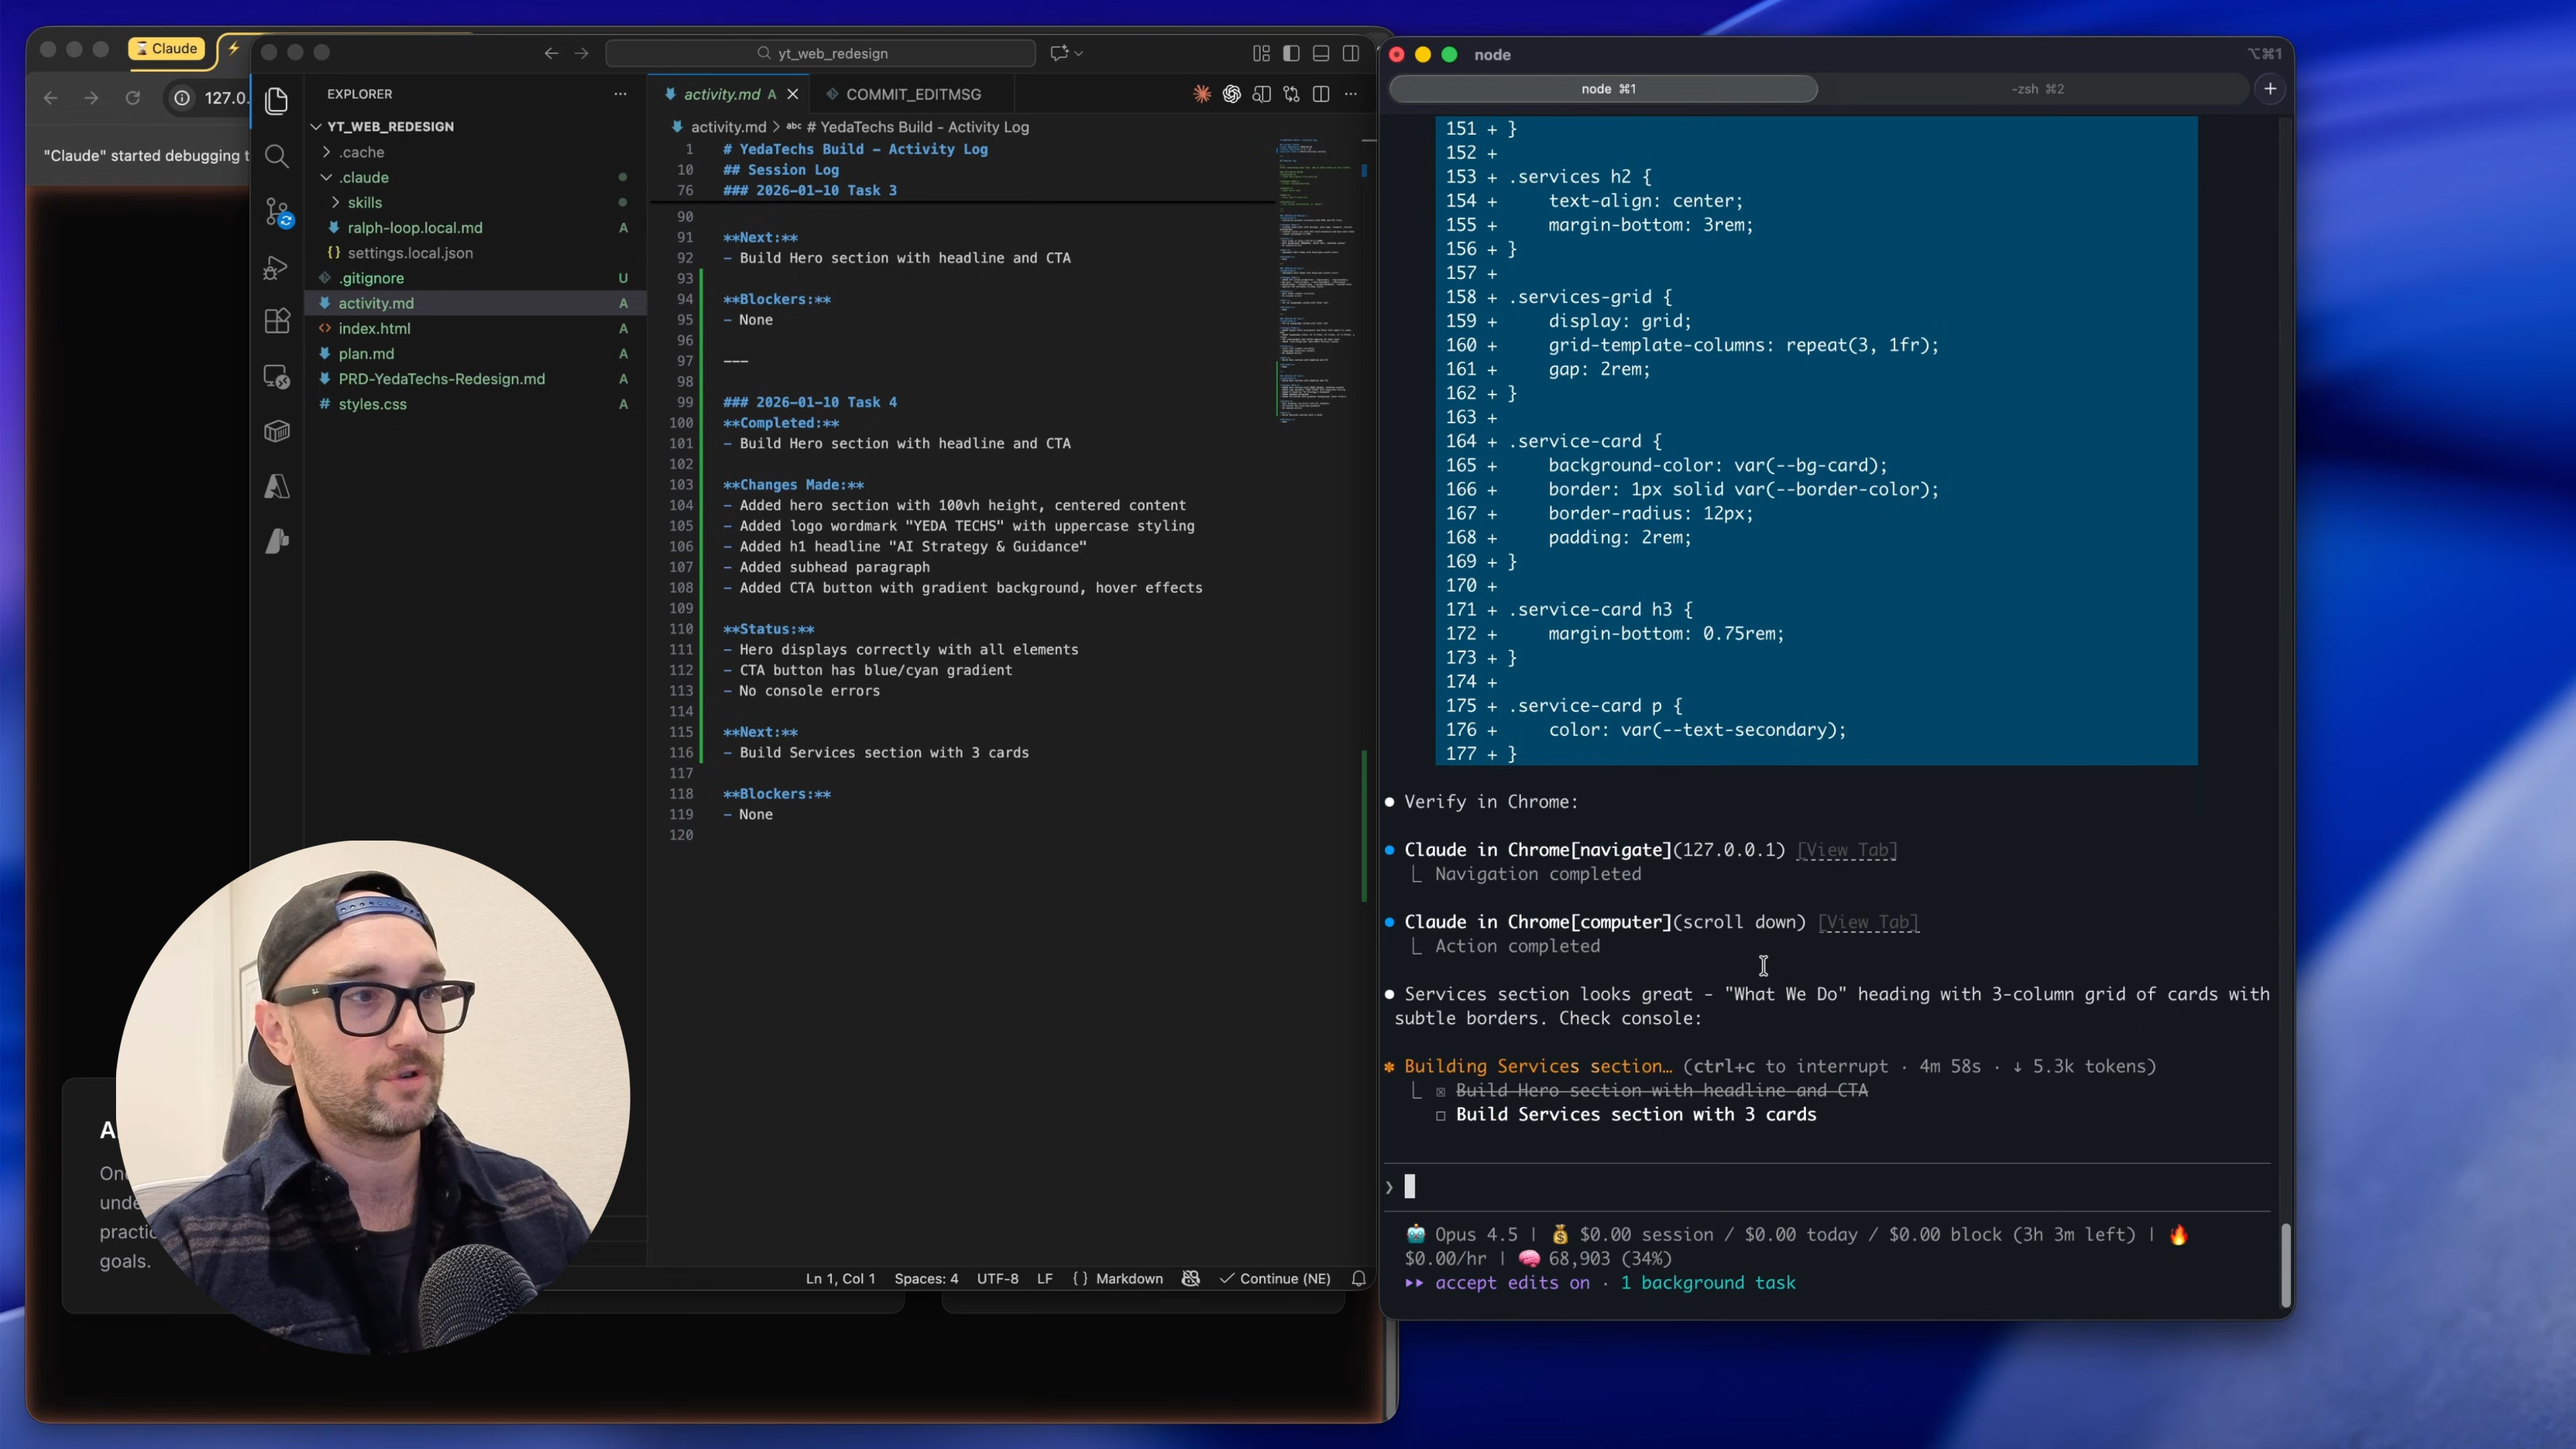 Claude
127.0.
"Claude" started debugging t
A
On
unde
practic
goals.
yt_web_redesign
EXPLORER
YT_WEB_REDESIGN
.cache
.claude
skills
ralph-loop.local.md A
{} settings.local.json
.gitignore U
activity.md A
<> index.html A
plan.md A
PRD-YedaTechs-Redesign.md A
# styles.css A
activity.md A
COMMIT_EDITMSG
activity.md > abc # YedaTechs Build - Activity Log
1 # YedaTechs Build – Activity Log
10 ## Session Log
76 ### 2026-01-10 Task 3
90
91 **Next:**
92 - Build Hero section with headline and CTA
93
94 **Blockers:**
95 - None
96
97 ---
98
99 ### 2026-01-10 Task 4
100 **Completed:**
101 - Build Hero section with headline and CTA
102
103 **Changes Made:**
104 - Added hero section with 100vh height, centered content
105 - Added logo wordmark "YEDA TECHS" with uppercase styling
106 - Added h1 headline "AI Strategy & Guidance"
107 - Added subhead paragraph
108 - Added CTA button with gradient background, hover effects
109
110 **Status:**
111 - Hero displays correctly with all elements
112 - CTA button has blue/cyan gradient
113 - No console errors
114
115 **Next:**
116 - Build Services section with 3 cards
117
118 **Blockers:**
119 - None
120
Ln 1, Col 1 Spaces: 4 UTF-8 LF {} Markdown Continue (NE)
node ⌥⌘1
node ⌘1
-zsh ⌘2
151 + }
152 +
153 + .services h2 {
154 + text-align: center;
155 + margin-bottom: 3rem;
156 + }
157 +
158 + .services-grid {
159 + display: grid;
160 + grid-template-columns: repeat(3, 1fr);
161 + gap: 2rem;
162 + }
163 +
164 + .service-card {
165 + background-color: var(--bg-card);
166 + border: 1px solid var(--border-color);
167 + border-radius: 12px;
168 + padding: 2rem;
169 + }
170 +
171 + .service-card h3 {
172 + margin-bottom: 0.75rem;
173 + }
174 +
175 + .service-card p {
176 + color: var(--text-secondary);
177 + }
Verify in Chrome:
Claude in Chrome[navigate](127.0.0.1) [View Tab]
Navigation completed
Claude in Chrome[computer](scroll down) [View Tab]
Action completed
Services section looks great - "What We Do" heading with 3-column grid of cards with
subtle borders. Check console:
Building Services section… (ctrl+c to interrupt · 4m 58s · ↓ 5.3k tokens)
Build Hero section with headline and CTA
Build Services section with 3 cards
❯
Opus 4.5 | $0.00 session / $0.00 today / $0.00 block (3h 3m left) |
$0.00/hr | 68,903 (34%)
accept edits on · 1 background task